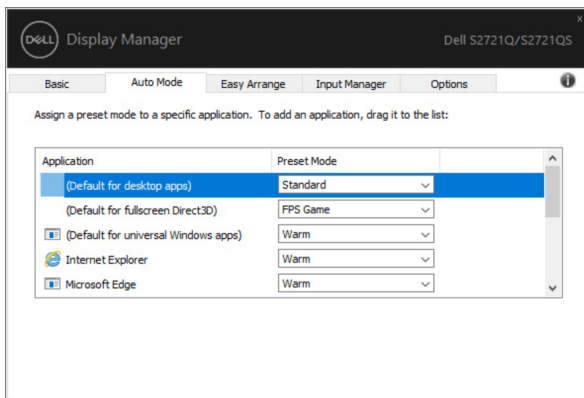 DELL Display Manager Dell S2721Q/S2721QS
x
Basic Auto Mode Easy Arrange Input Manager Options
Assign a preset mode to a specific application. To add an application, drag it to the list:
Application Preset Mode
(Default for desktop apps) Standard
(Default for fullscreen Direct3D) FPS Game
(Default for universal Windows apps) Warm
Internet Explorer Warm
Microsoft Edge Warm